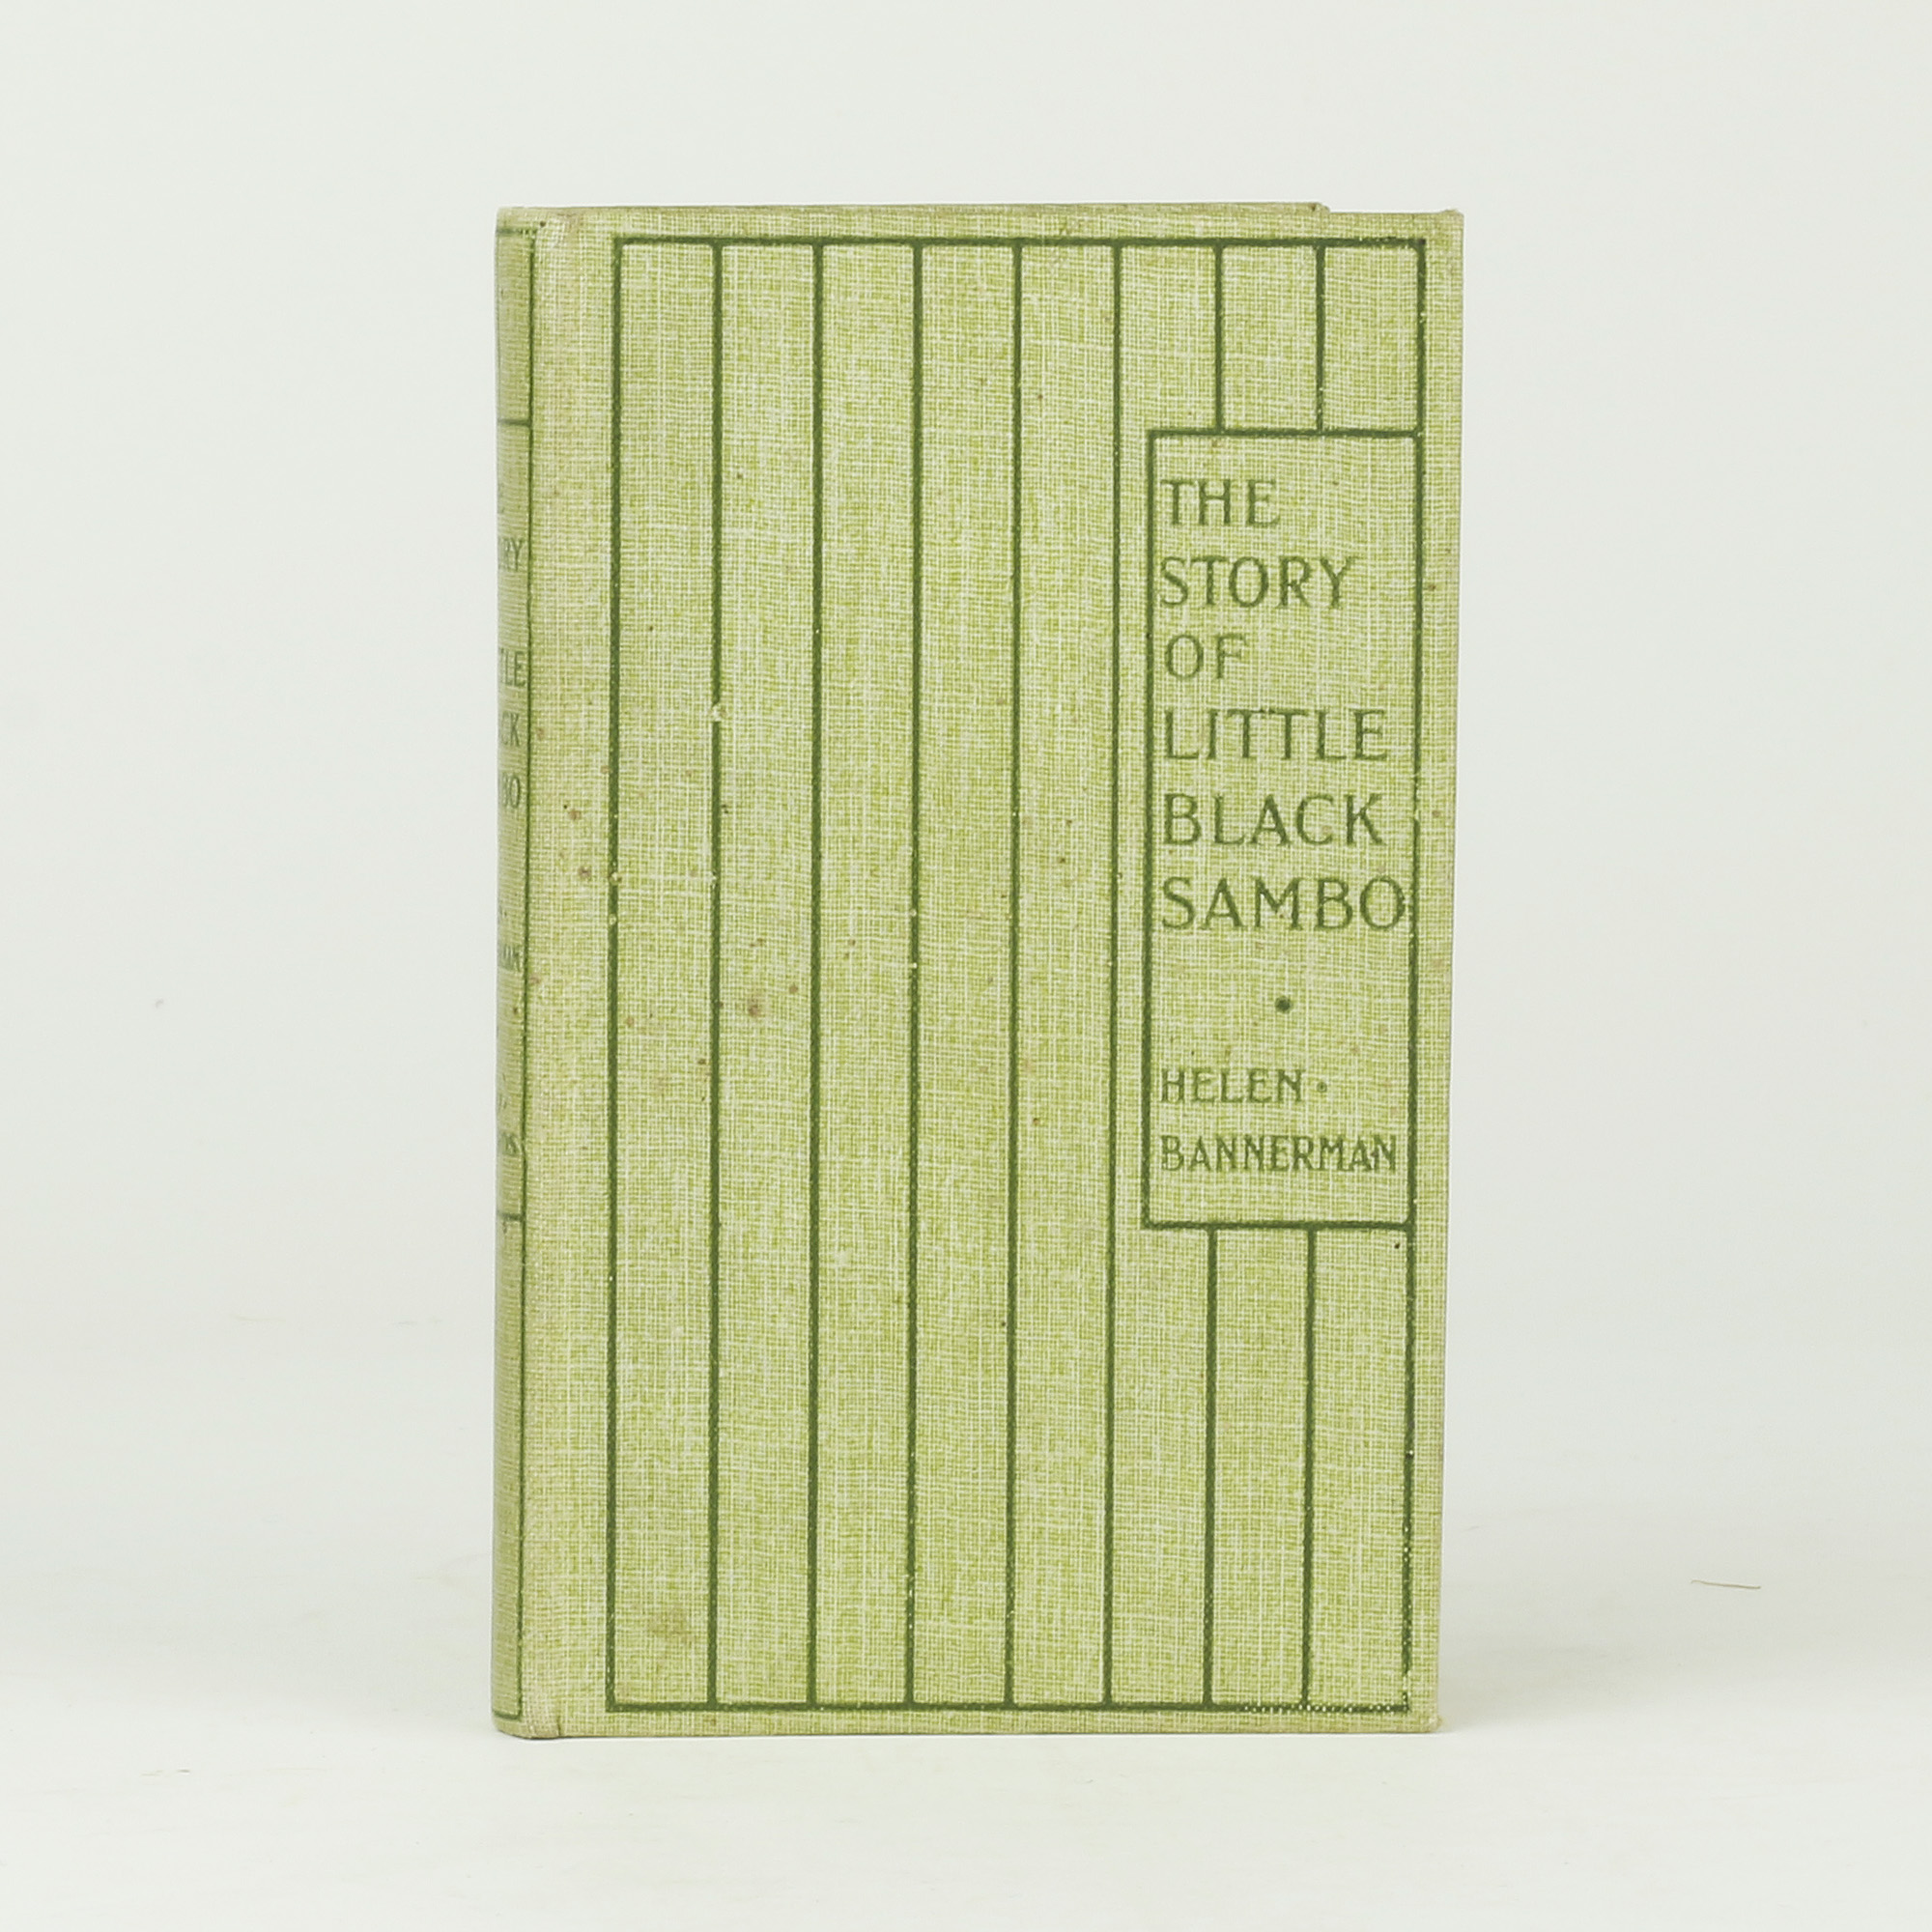 THE
STORY
OF
LITTLE
BLACK
SAMBO
•
HELEN •
BANNERMAN